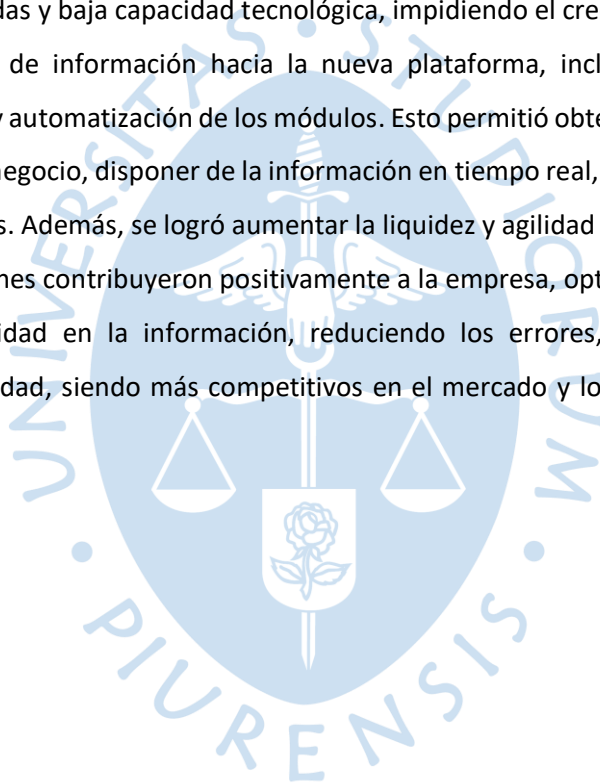 das y baja capacidad tecnológica, impidiendo el cre
de información hacia la nueva plataforma, incl
y automatización de los módulos. Esto permitió obte
negocio, disponer de la información en tiempo real,
s. Además, se logró aumentar la liquidez y agilidad
nes contribuyeron positivamente a la empresa, opt
idad en la información, reduciendo los errores,
dad, siendo más competitivos en el mercado y lo
UNIVERSITAS • STUDIORUM • PIURENSIS •